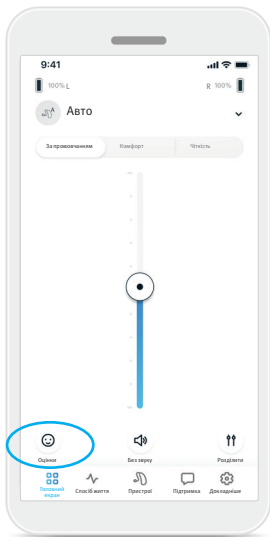 9:41
100% L
R 100%
Авто
За промовчанням Комфорт Чіткість
Оцінки Без звуку Розділити
Головний екран Спосіб життя Пристрої Підтримка Докладніше